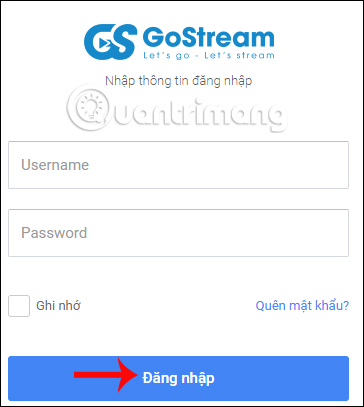 GS GoStream
Let's go - Let's stream
Nhập thông tin đăng nhập
Quantrimang
Username
Password
Ghi nhớ
Quên mật khẩu?
Đăng nhập